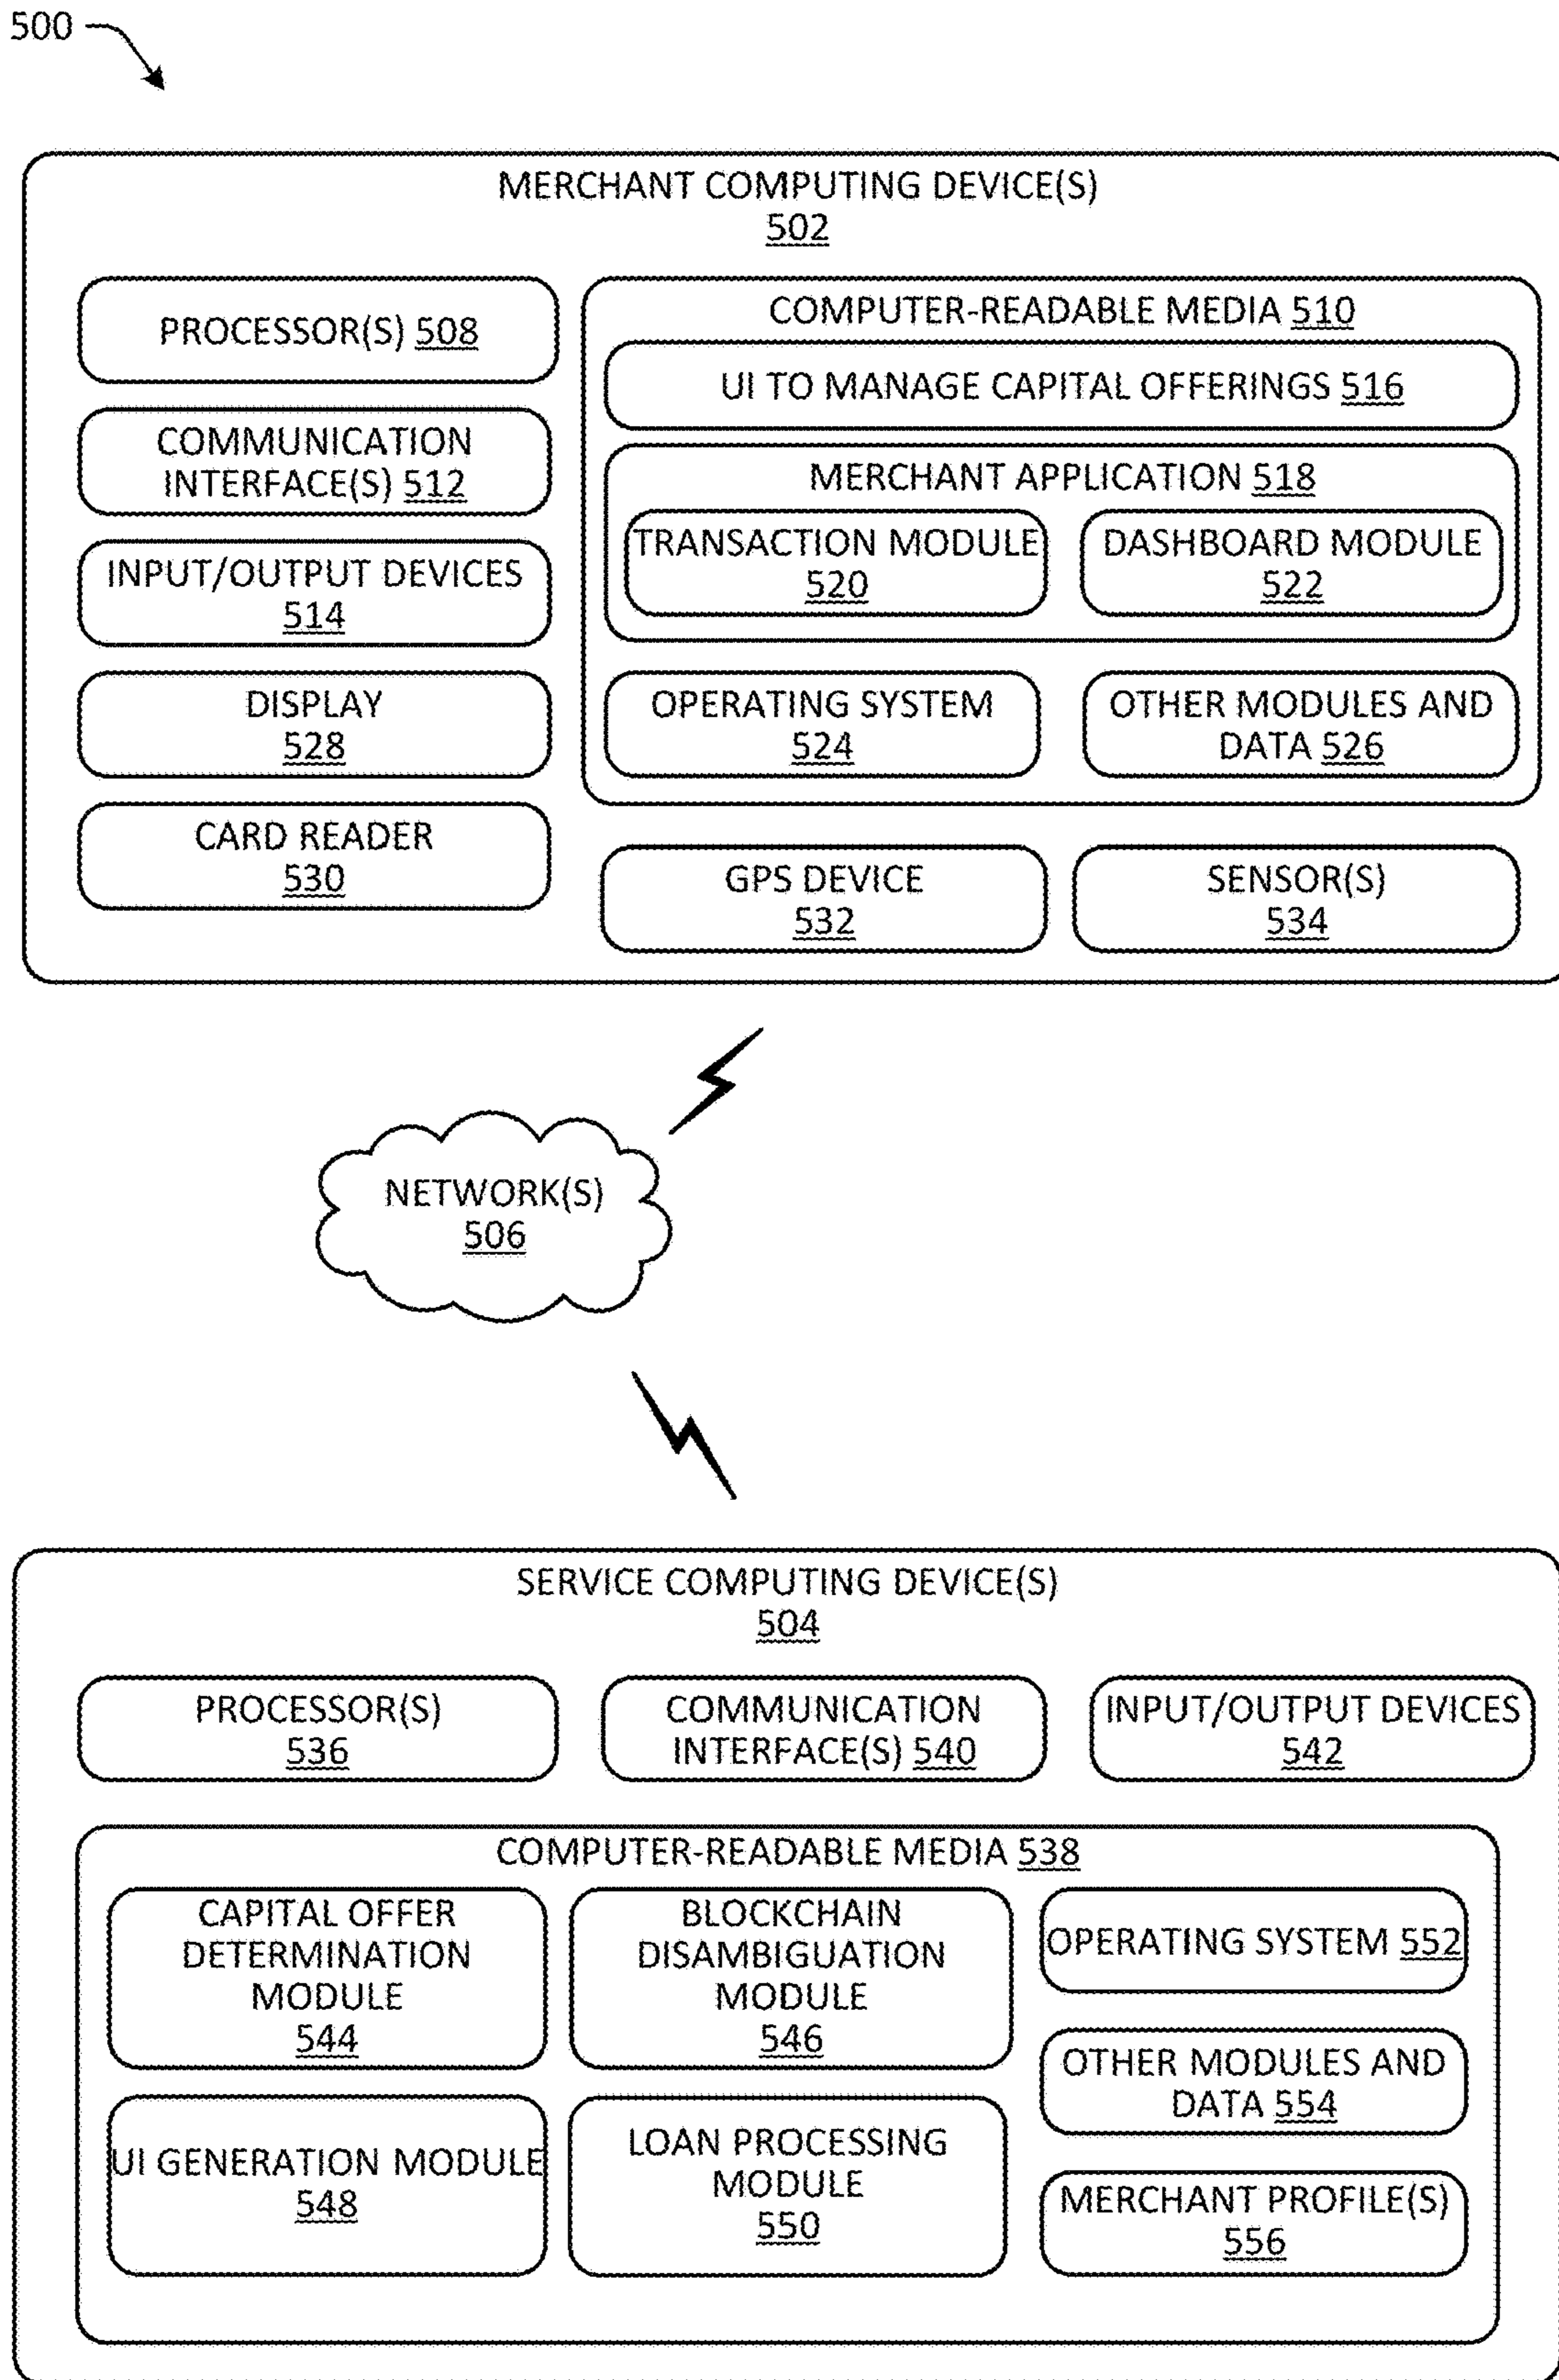 500
MERCHANT COMPUTING DEVICE(S)
502
PROCESSOR(S) 508
COMMUNICATION
INTERFACE(S) 512
INPUT/OUTPUT DEVICES
514
DISPLAY
528
CARD READER
530
COMPUTER-READABLE MEDIA 510
UI TO MANAGE CAPITAL OFFERINGS 516
MERCHANT APPLICATION 518
TRANSACTION MODULE
520
DASHBOARD MODULE
522
OPERATING SYSTEM
524
OTHER MODULES AND
DATA 526
GPS DEVICE
532
SENSOR(S)
534
NETWORK(S)
506
SERVICE COMPUTING DEVICE(S)
504
PROCESSOR(S)
536
COMMUNICATION
INTERFACE(S) 540
INPUT/OUTPUT DEVICES
542
COMPUTER-READABLE MEDIA 538
CAPITAL OFFER
DETERMINATION
MODULE
544
BLOCKCHAIN
DISAMBIGUATION
MODULE
546
OPERATING SYSTEM 552
OTHER MODULES AND
DATA 554
UI GENERATION MODULE
548
LOAN PROCESSING
MODULE
550
MERCHANT PROFILE(S)
556